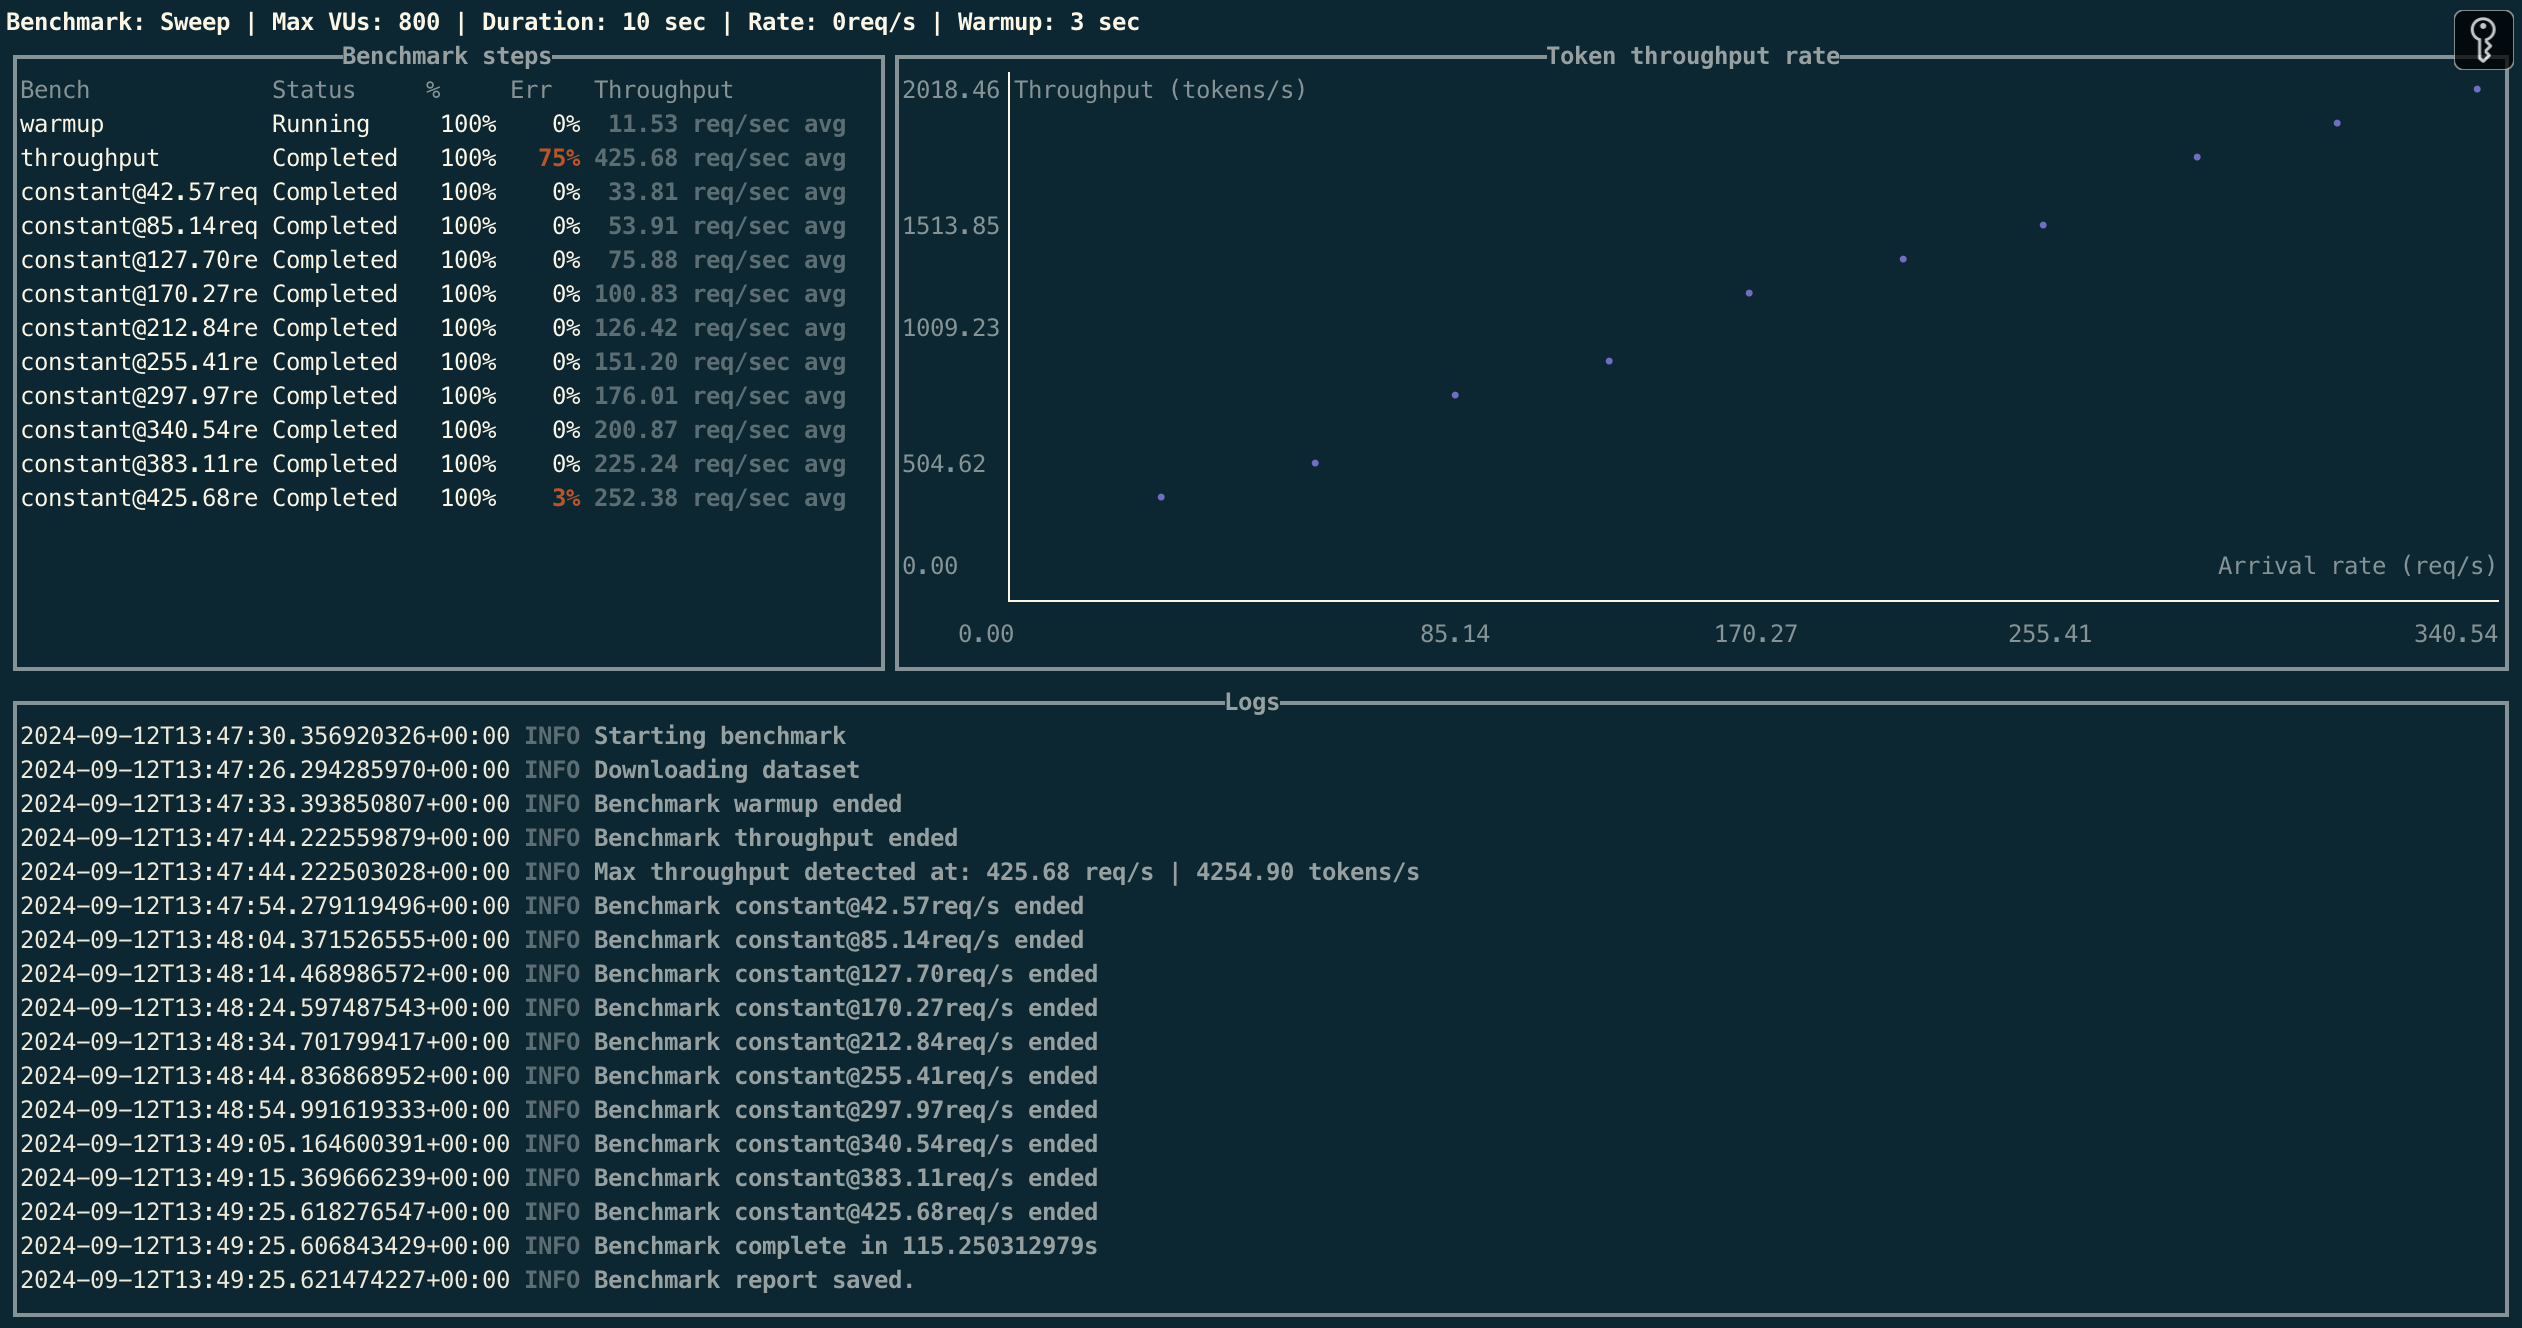 Benchmark: Sweep | Max VUs: 800 | Duration: 10 sec | Rate: 0req/s | Warmup: 3 sec
Benchmark steps
Bench Status % Err Throughput
warmup Running 100% 0% 11.53 req/sec avg
throughput Completed 100% 75% 425.68 req/sec avg
constant@42.57req Completed 100% 0% 33.81 req/sec avg
constant@85.14req Completed 100% 0% 53.91 req/sec avg
constant@127.70re Completed 100% 0% 75.88 req/sec avg
constant@170.27re Completed 100% 0% 100.83 req/sec avg
constant@212.84re Completed 100% 0% 126.42 req/sec avg
constant@255.41re Completed 100% 0% 151.20 req/sec avg
constant@297.97re Completed 100% 0% 176.01 req/sec avg
constant@340.54re Completed 100% 0% 200.87 req/sec avg
constant@383.11re Completed 100% 0% 225.24 req/sec avg
constant@425.68re Completed 100% 3% 252.38 req/sec avg
Token throughput rate
2018.46 Throughput (tokens/s)
1513.85
1009.23
504.62
0.00 Arrival rate (req/s)
0.00 85.14 170.27 255.41 340.54
Logs
2024-09-12T13:47:30.356920326+00:00 INFO Starting benchmark
2024-09-12T13:47:26.294285970+00:00 INFO Downloading dataset
2024-09-12T13:47:33.393850807+00:00 INFO Benchmark warmup ended
2024-09-12T13:47:44.222559879+00:00 INFO Benchmark throughput ended
2024-09-12T13:47:44.222503028+00:00 INFO Max throughput detected at: 425.68 req/s | 4254.90 tokens/s
2024-09-12T13:47:54.279119496+00:00 INFO Benchmark constant@42.57req/s ended
2024-09-12T13:48:04.371526555+00:00 INFO Benchmark constant@85.14req/s ended
2024-09-12T13:48:14.468986572+00:00 INFO Benchmark constant@127.70req/s ended
2024-09-12T13:48:24.597487543+00:00 INFO Benchmark constant@170.27req/s ended
2024-09-12T13:48:34.701799417+00:00 INFO Benchmark constant@212.84req/s ended
2024-09-12T13:48:44.836868952+00:00 INFO Benchmark constant@255.41req/s ended
2024-09-12T13:48:54.991619333+00:00 INFO Benchmark constant@297.97req/s ended
2024-09-12T13:49:05.164600391+00:00 INFO Benchmark constant@340.54req/s ended
2024-09-12T13:49:15.369666239+00:00 INFO Benchmark constant@383.11req/s ended
2024-09-12T13:49:25.618276547+00:00 INFO Benchmark constant@425.68req/s ended
2024-09-12T13:49:25.606843429+00:00 INFO Benchmark complete in 115.250312979s
2024-09-12T13:49:25.621474227+00:00 INFO Benchmark report saved.